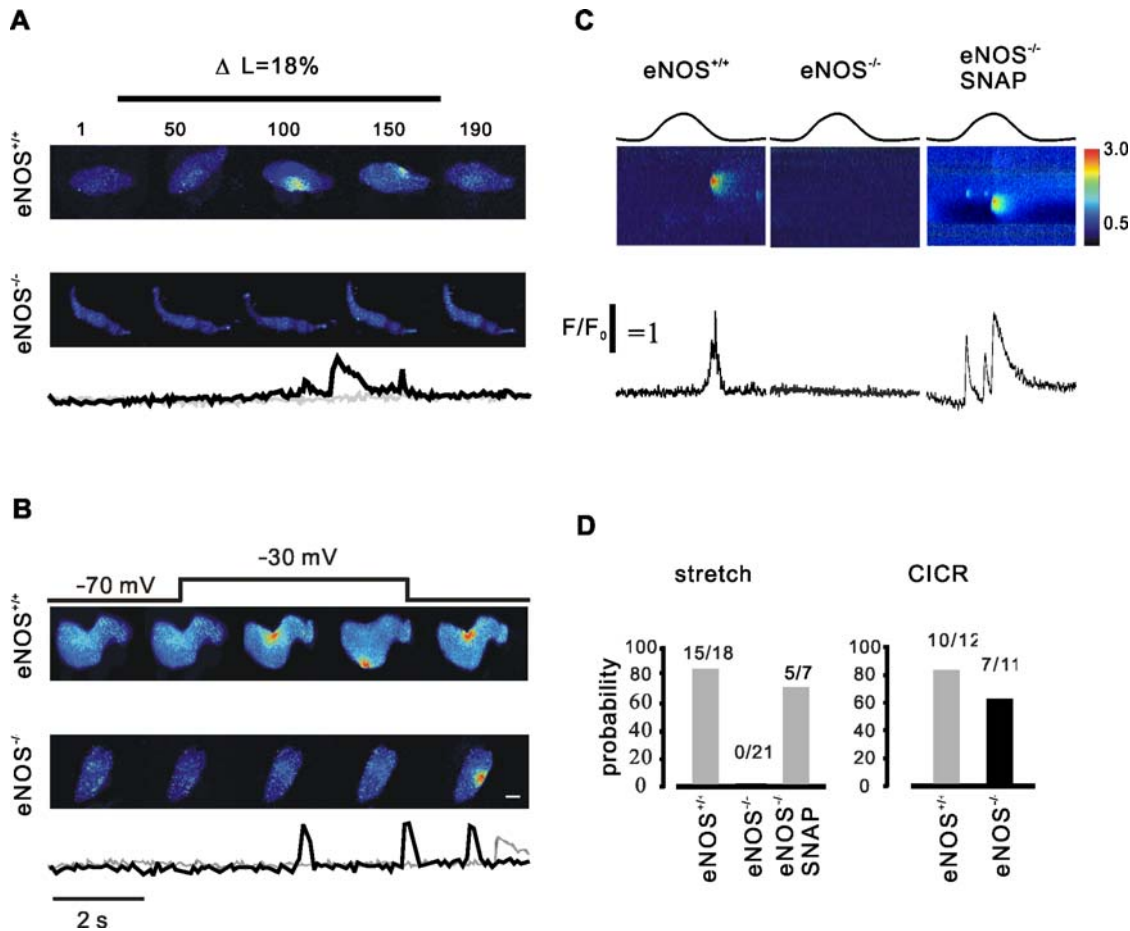 A
Δ L=18%
1 50 100 150 190
eNOS+/+
eNOS-/-
B
-70 mV
-30 mV
eNOS+/+
eNOS-/-
2 s
C
eNOS+/+
eNOS-/-
eNOS-/-
SNAP
3.0
0.5
F/F0 =1
D
stretch
probability
100
80
60
40
20
0
15/18
0/21
5/7
eNOS+/+
eNOS-/-
eNOS-/-
SNAP
CICR
100
80
60
40
20
0
10/12
7/11
eNOS+/+
eNOS-/-